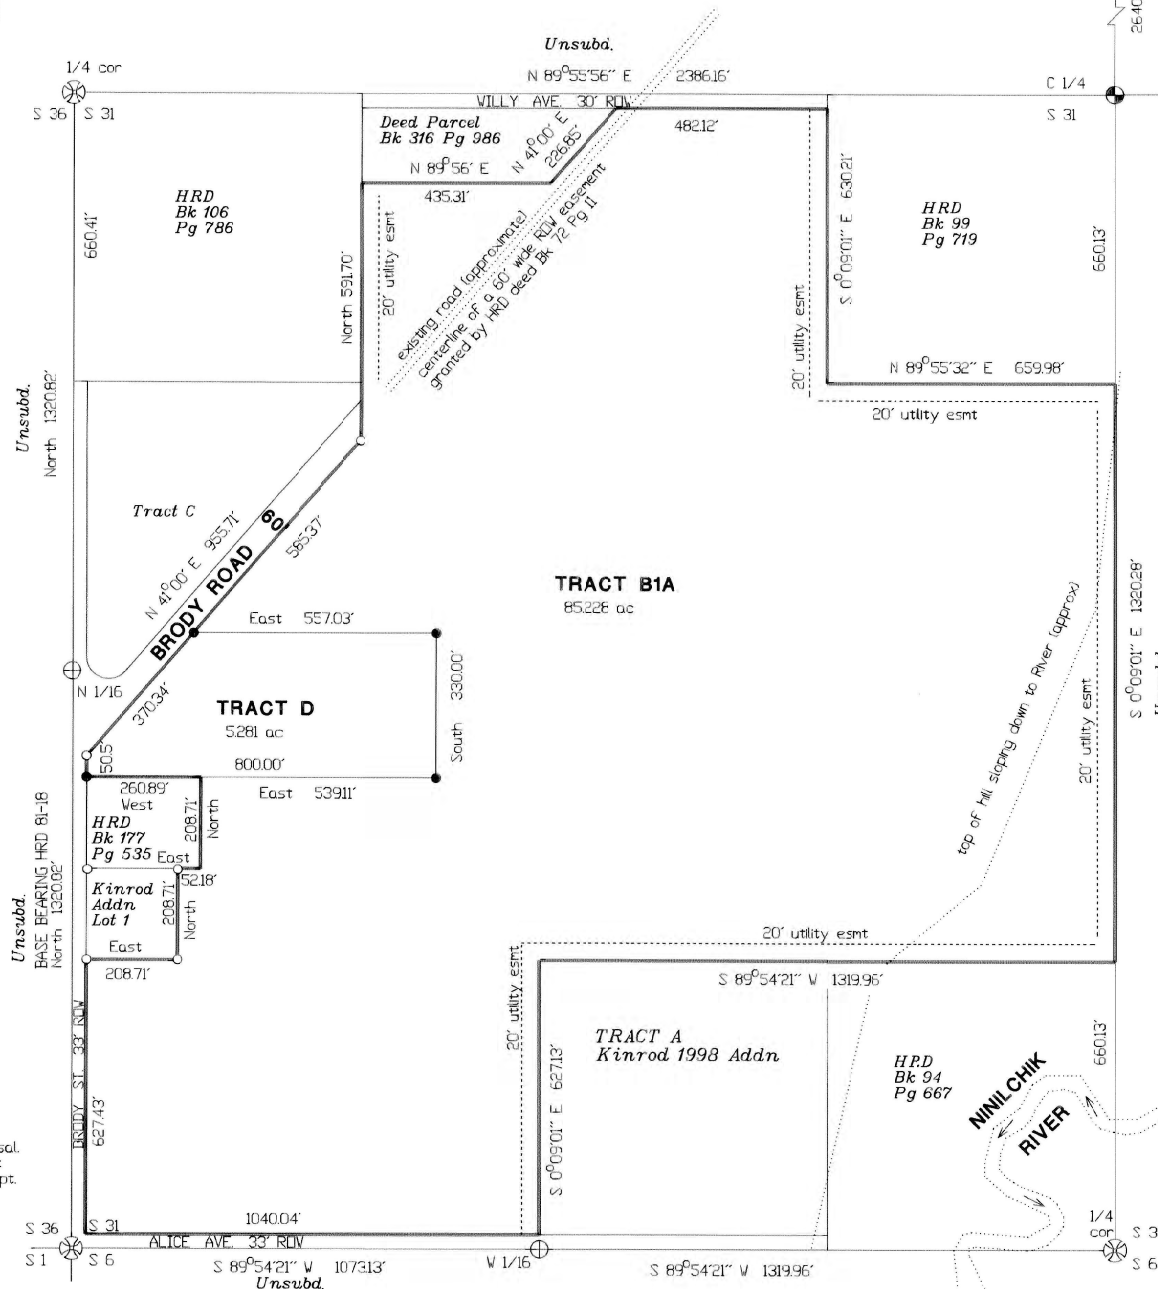 2640
Unsubd.
1/4 cor
N 89°55'56" E 2386.16'
C 1/4
S 36 S 31
WILLY AVE. 30' ROW
S 31
Deed Parcel
Bk 316 Pg 986
N 41°00' E
226.85'
482.12'
N 89°56' E
435.31'
HRD
Bk 106
Pg 786
660.41'
North 591.70'
20' utility esmt
existing road (approximate)
centerline of a 60' wide ROW easement
granted by HRD deed Bk 72 Pg 11
20' utility esmt
S 0°09'01" E 630.21'
HRD
Bk 99
Pg 719
660.13'
N 89°55'32" E 659.98'
20' utility esmt
Unsubd.
North 1320.82'
Tract C
N 41°00' E 955.71'
BRODY ROAD 60
585.37'
TRACT B1A
85.228 ac
East 557.03'
N 1/16
370.34'
TRACT D
5.281 ac
South 330.00'
50.5'
800.00'
East 539.11'
260.89'
West
HRD
Bk 177
Pg 535
208.71'
North
East
52.18'
Kinrod
Addn
Lot 1
208.71'
North
East
208.71'
Unsubd.
BASE BEARING HRD 81-18
North 1320.02'
top of hill sloping down to River (approx)
20' utility esmt
S 0°09'01" E 1320.28'
20' utility esmt
S 89°54'21" W 1319.96'
20' utility esmt
S 0°09'01" E 627.13'
TRACT A
Kinrod 1998 Addn
HRD
Bk 94
Pg 667
660.13'
NINILCHIK
RIVER
BRODY ST. 33' ROW
627.43'
sal.
pt.
S 36 S 31
1040.04'
1/4
cor
S 3
ALICE AVE. 33' ROW
S 1 S 6
S 89°54'21" W 1073.13'
W 1/16
S 89°54'21" W 1319.96'
S 6
Unsubd.